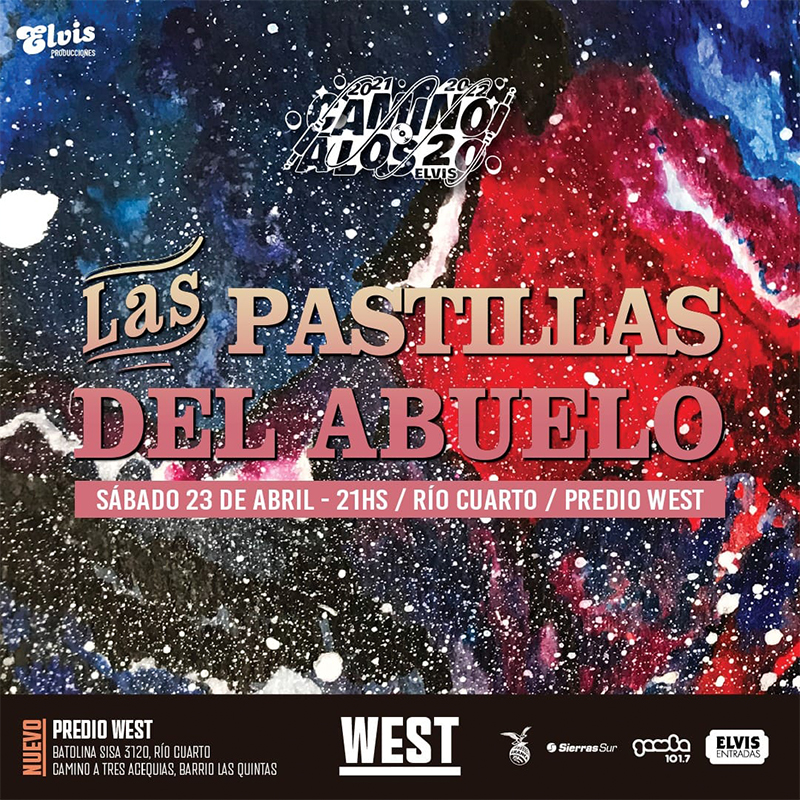 Elvis
PRODUCCIONES
2021 2022
CAMINO
A LOS 20
ELVIS
Las PASTILLAS
DEL ABUELO
SÁBADO 23 DE ABRIL - 21HS / RÍO CUARTO / PREDIO WEST
NUEVO
PREDIO WEST
BATOLINA SISA 3120, RÍO CUARTO
CAMINO A TRES ACEQUIAS, BARRIO LAS QUINTAS
WEST
SierrasSur
gamba
101.7
ELVIS
ENTRADAS